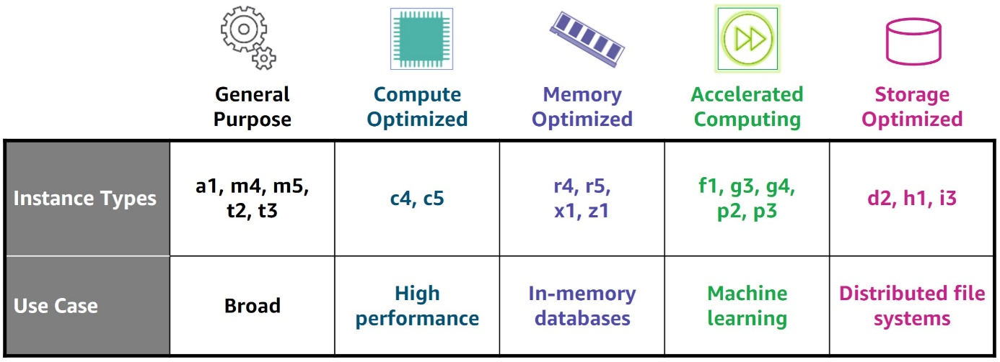 General
Purpose
Compute
Optimized
Memory
Optimized
Accelerated
Computing
Storage
Optimized
Instance Types
a1, m4, m5,
t2, t3
c4, c5
r4, r5,
x1, z1
f1, g3, g4,
p2, p3
d2, h1, i3
Use Case
Broad
High
performance
In-memory
databases
Machine
learning
Distributed file
systems